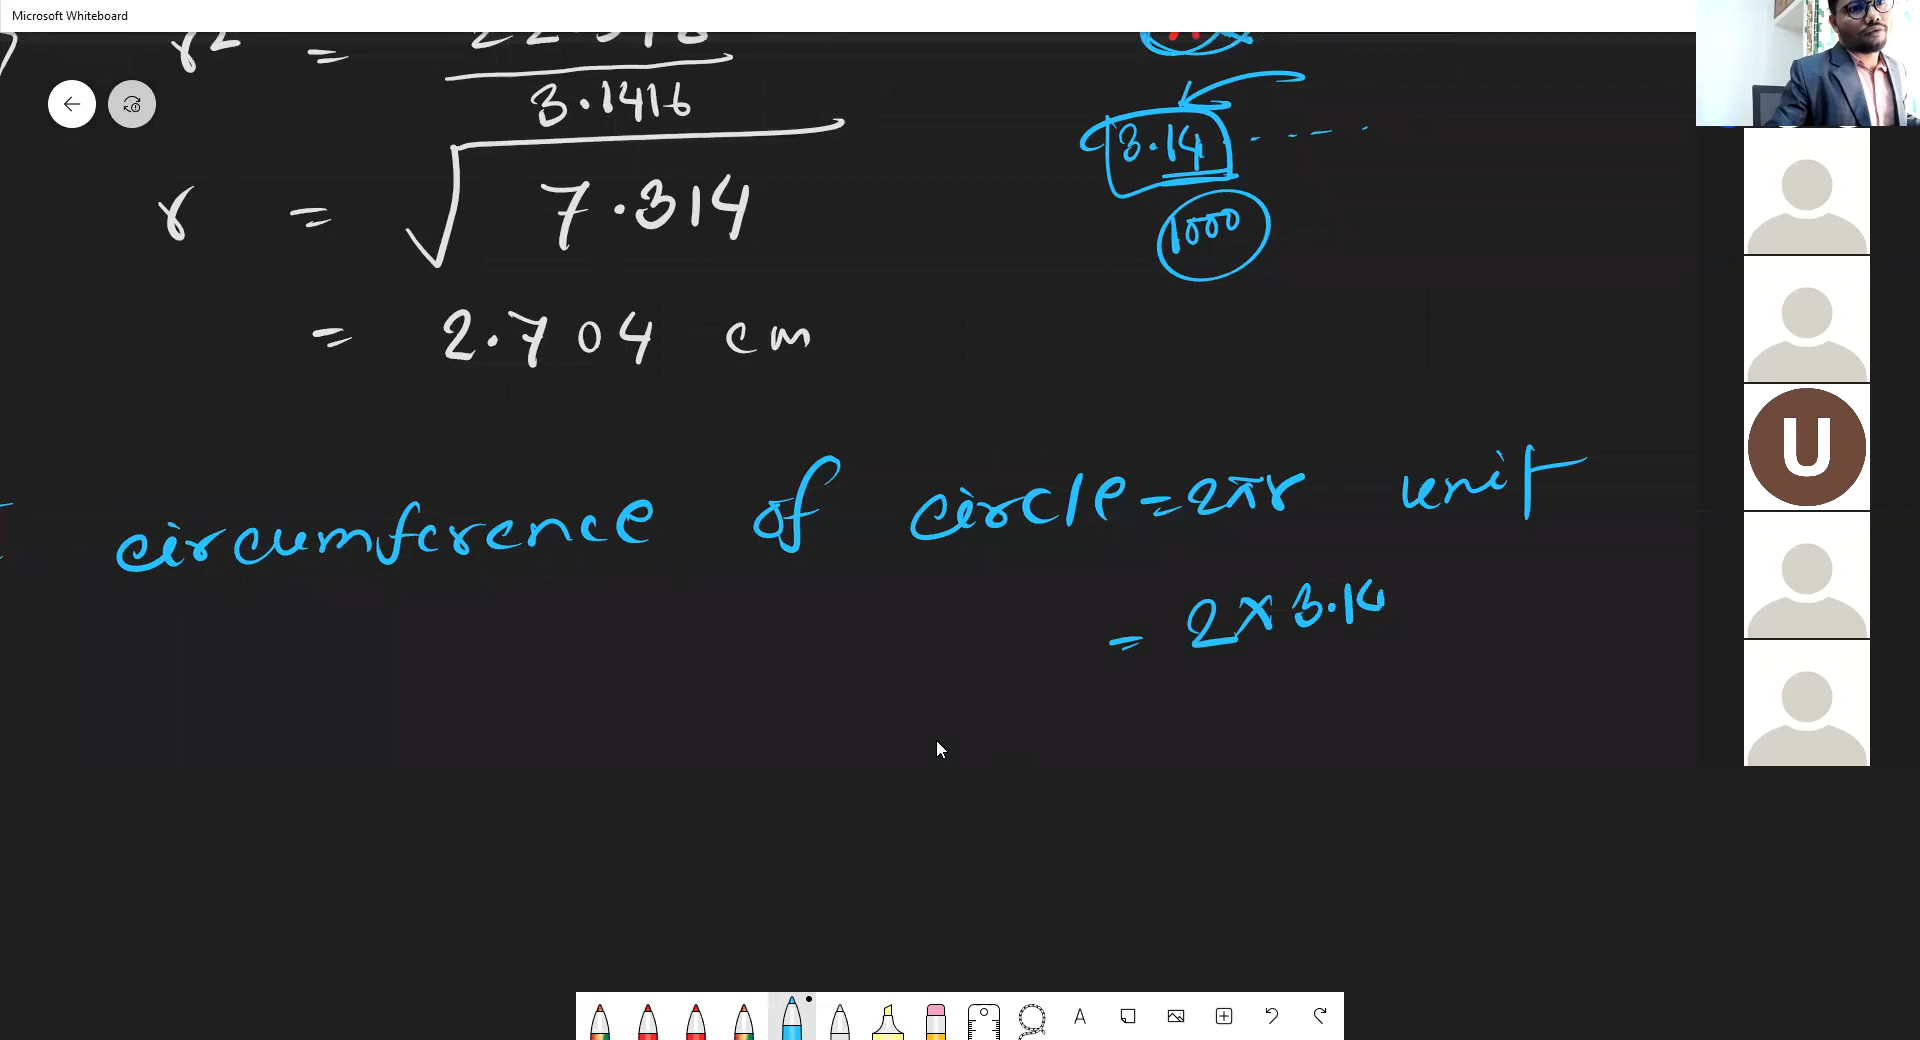 Microsoft Whiteboard
r² =
3.1416
r = √7.314
= 2.704 cm
3.14 - - - - .
1000
circumference of circle = 2πr unit
= 2 × 3.14
U
A